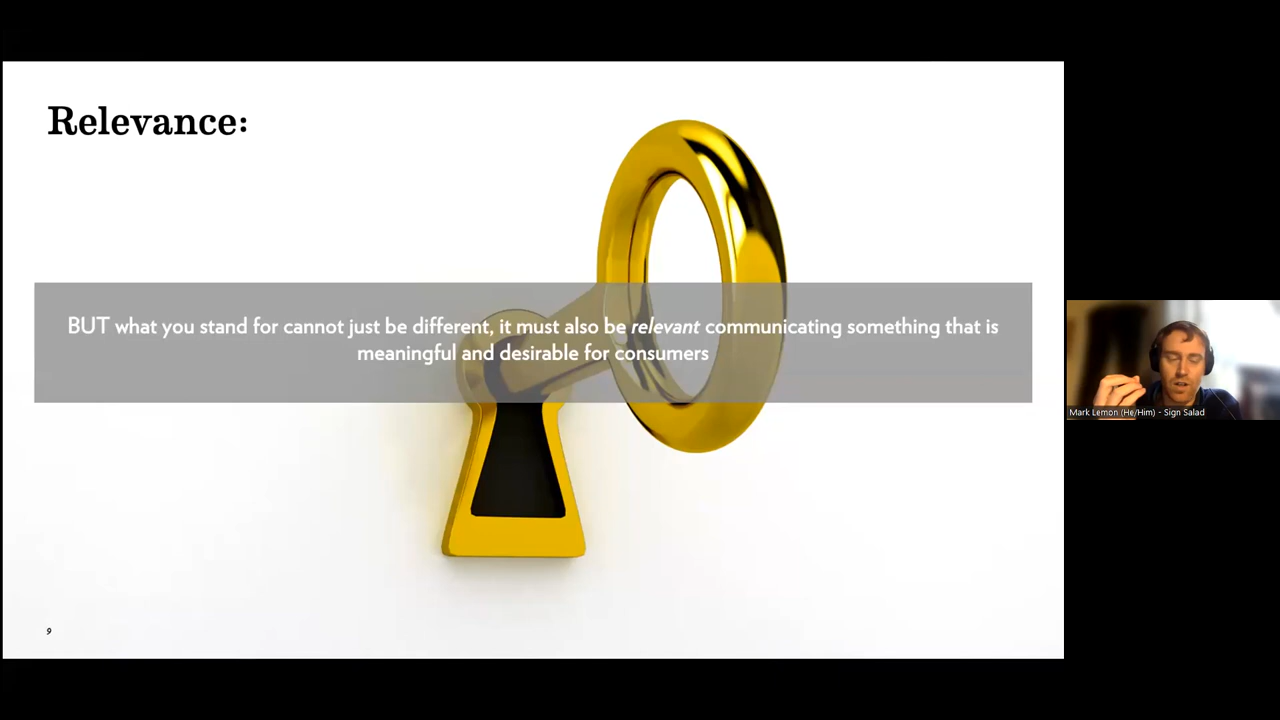 Relevance:
BUT what you stand for cannot just be different, it must also be relevant communicating something that is
meaningful and desirable for consumers
9
Mark Lemon (He/Him) - Sign Salad